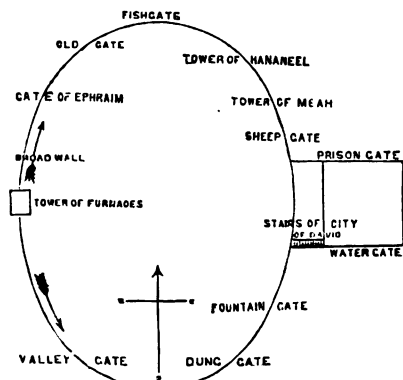 FISHGATE
OLD GATE
TOWER OF HANANEEL
GATE OF EPHRAIM
TOWER OF MEAH
SHEEP GATE
BROAD WALL
PRISON GATE
TOWER OF FURNACES
STAIRS OF CITY
OF DAVID
WATER GATE
FOUNTAIN GATE
VALLEY GATE
DUNG GATE